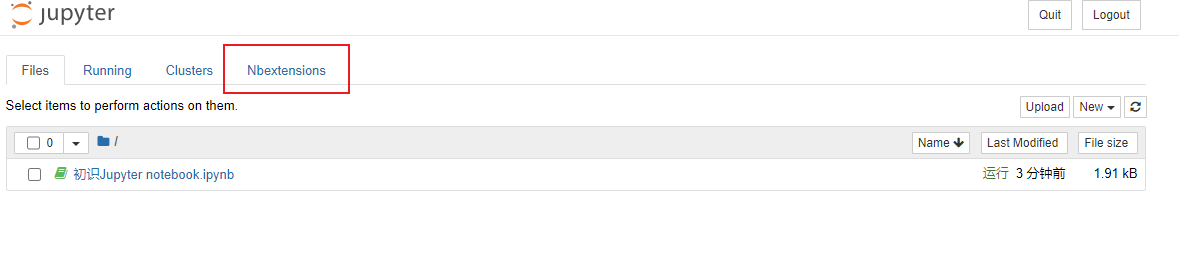 jupyter Quit Logout
Files Running Clusters Nbextensions
Select items to perform actions on them. Upload New
0 / Name Last Modified File size
初识Jupyter notebook.ipynb 运行 3 分钟前 1.91 kB